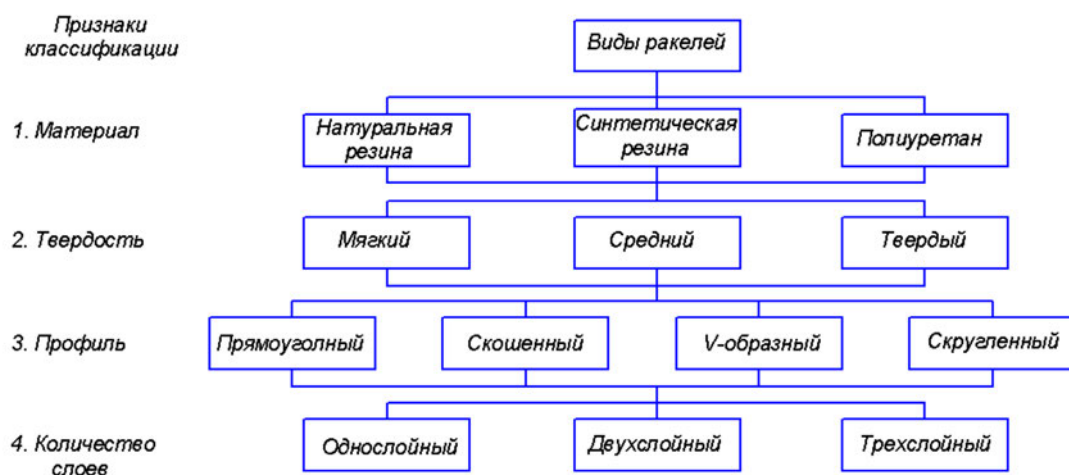 Признаки
классификации
Виды ракелей
1. Материал
Натуральная
резина
Синтетическая
резина
Полиуретан
2. Твердость
Мягкий
Средний
Твердый
3. Профиль
Прямоуголный
Скошенный
V-образный
Скругленный
4. Количество
слоев
Однослойный
Двухслойный
Трехслойный